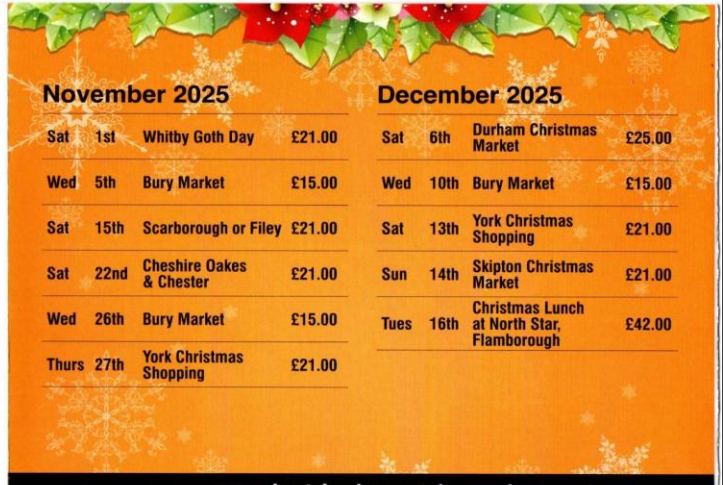 November 2025
Sat 1st Whitby Goth Day £21.00
Wed 5th Bury Market £15.00
Sat 15th Scarborough or Filey £21.00
Sat 22nd Cheshire Oakes
& Chester £21.00
Wed 26th Bury Market £15.00
Thurs 27th York Christmas
Shopping £21.00
December 2025
Sat 6th Durham Christmas
Market £25.00
Wed 10th Bury Market £15.00
Sat 13th York Christmas
Shopping £21.00
Sun 14th Skipton Christmas
Market £21.00
Tues 16th Christmas Lunch
at North Star,
Flamborough £42.00